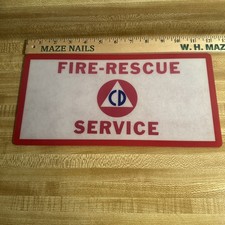 MAZE NAILS
W. H. MAZ
FIRE-RESCUE
CD
SERVICE